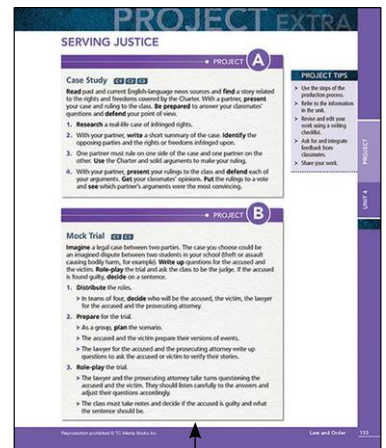 PROJECT EXTRA
SERVING JUSTICE
PROJECT A
Case Study C1 C2 C3
Read past and current English-language news sources and find a story related
to the rights and freedoms covered by the Charter. With a partner, present
your case and ruling to the class. Be prepared to answer your classmates'
questions and defend your point of view.
1. Research a real-life case of infringed rights.
2. With your partner, write a short summary of the case. Identify the
opposing parties and the rights or freedoms infringed upon.
3. One partner must rule on one side of the case and one partner on the
other. Use the Charter and solid arguments to make your ruling.
4. With your partner, present your rulings to the class and defend each of
your arguments. Get your classmates' opinions. Put the rulings to a vote
and see which partner's arguments were the most convincing.
PROJECT TIPS
> Use the steps of the
production process.
> Refer to the information
in the unit.
> Revise and edit your
work using a writing
checklist.
> Ask for and integrate
feedback from
classmates.
> Share your work.
PROJECT
UNIT 4
PROJECT B
Mock Trial C1 C2
Imagine a legal case between two parties. The case you choose could be
an imagined dispute between two students in your school (theft or assault
causing bodily harm, for example). Write up questions for the accused and
the victim. Role-play the trial and ask the class to be the judge. If the accused
is found guilty, decide on a sentence.
1. Distribute the roles.
> In teams of four, decide who will be the accused, the victim, the lawyer
for the accused and the prosecuting attorney.
2. Prepare for the trial.
> As a group, plan the scenario.
> The accused and the victim prepare their versions of events.
> The lawyer for the accused and the prosecuting attorney write up
questions to ask the accused or victim to verify their stories.
3. Role-play the trial.
> The lawyer and the prosecuting attorney take turns questioning the
accused and the victim. They should listen carefully to the answers and
adjust their questions accordingly.
> The class must take notes and decide if the accused is guilty and what
the sentence should be.
Reproduction prohibited © TC Media Books Inc.
Law and Order